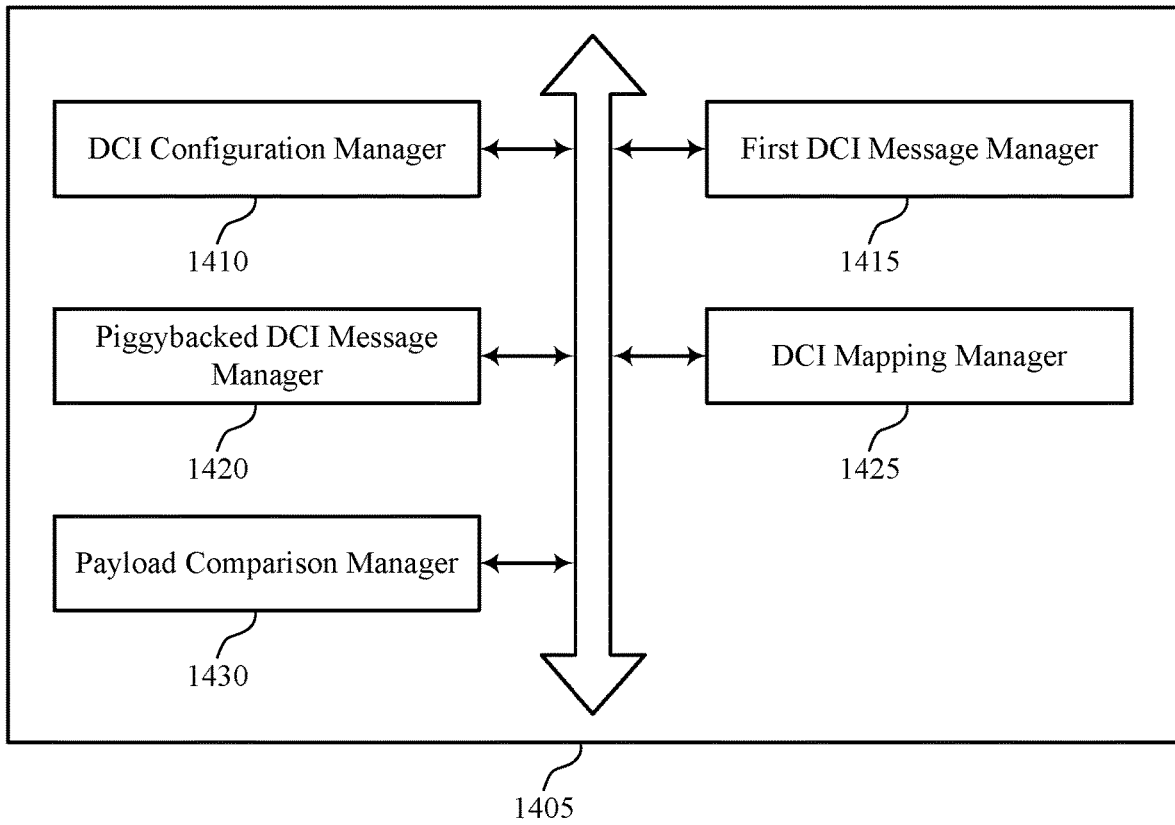 DCI Configuration Manager
First DCI Message Manager
1410
1415
Piggybacked DCI Message
Manager
DCI Mapping Manager
1420
1425
Payload Comparison Manager
1430
1405